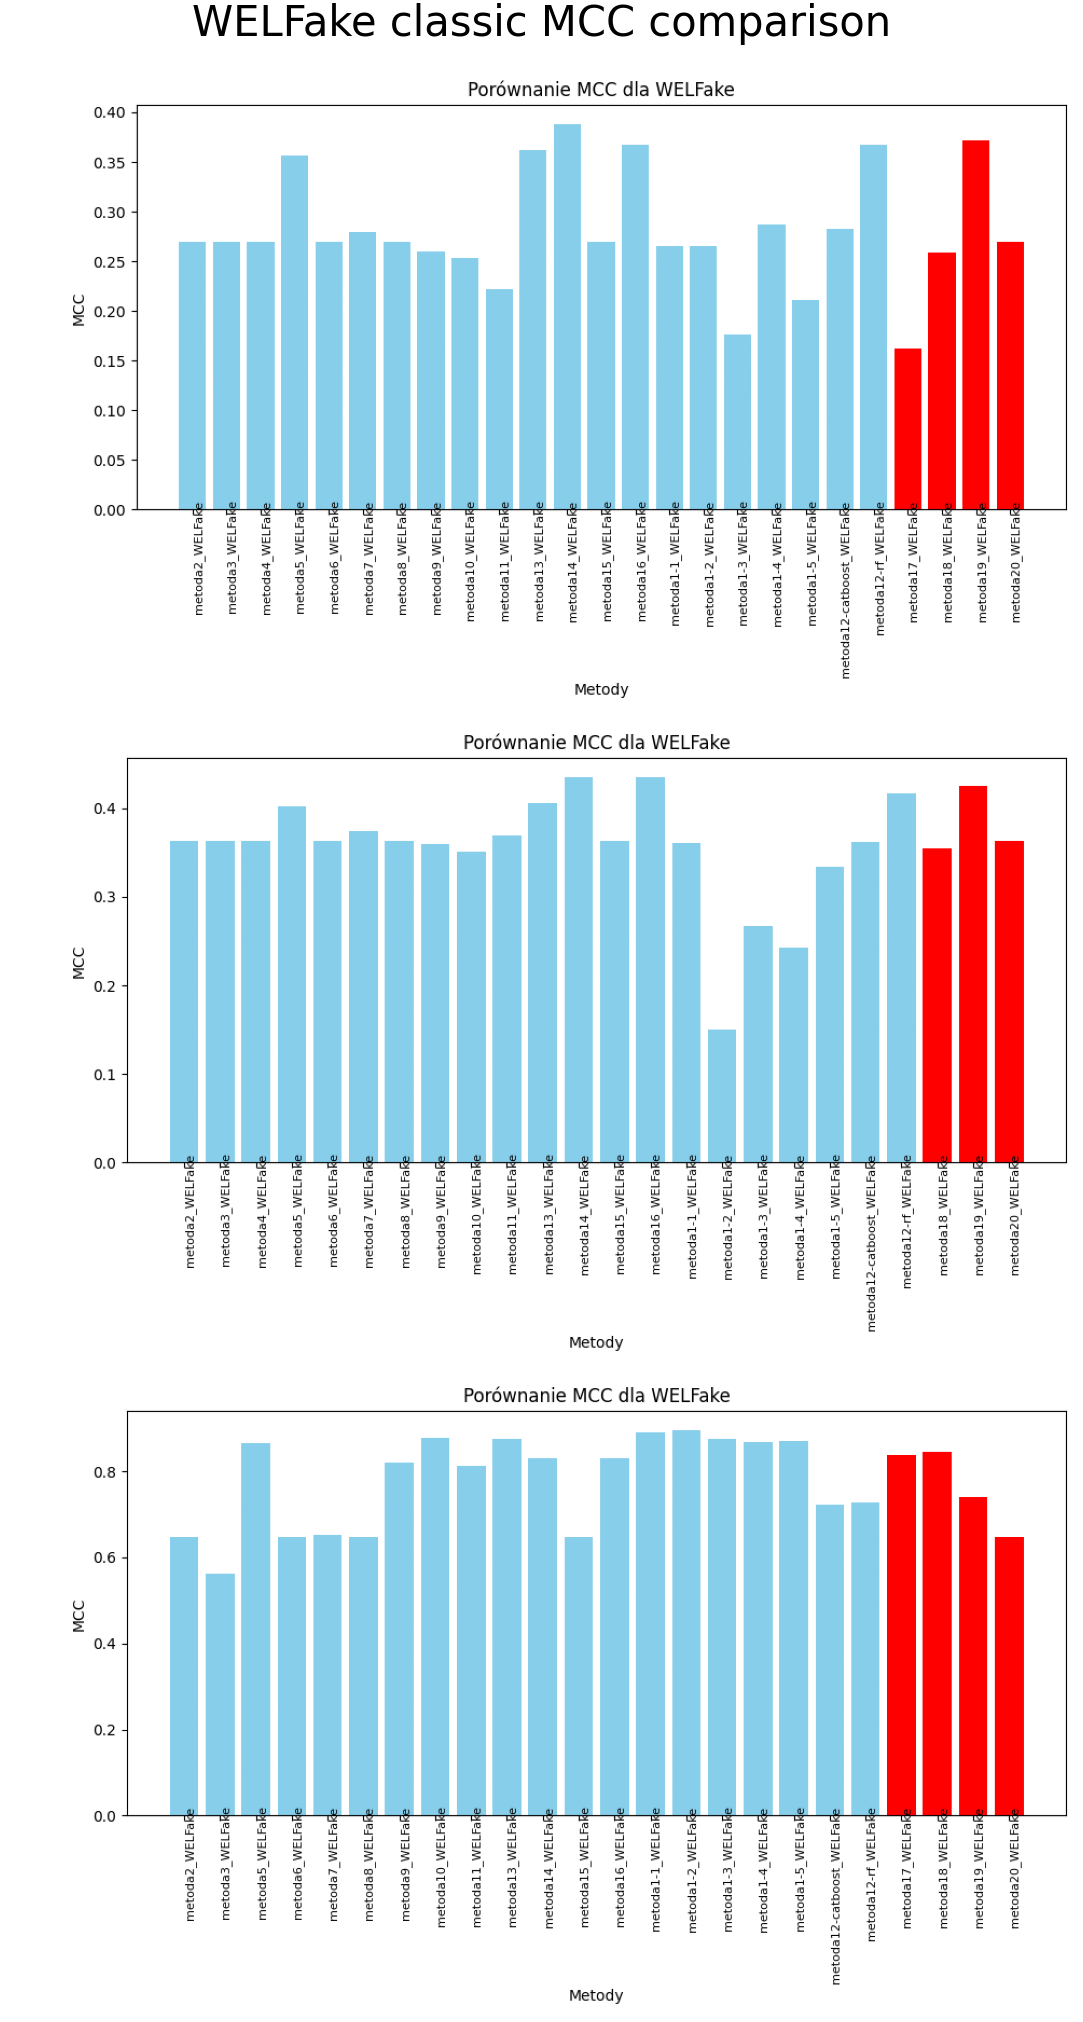 WELFake classic MCC comparison
Porównanie MCC dla WELFake
0.40
0.35
0.30
0.25
0.20
0.15
0.10
0.05
0.00
MCC
metoda2_WELFake
metoda3_WELFake
metoda4_WELFake
metoda5_WELFake
metoda6_WELFake
metoda7_WELFake
metoda8_WELFake
metoda9_WELFake
metoda10_WELFake
metoda11_WELFake
metoda13_WELFake
metoda14_WELFake
metoda15_WELFake
metoda16_WELFake
metoda1-1_WELFake
metoda1-2_WELFake
metoda1-3_WELFake
metoda1-4_WELFake
metoda1-5_WELFake
metoda12-catboost_WELFake
metoda12-rf_WELFake
metoda17_WELFake
metoda18_WELFake
metoda19_WELFake
metoda20_WELFake
Metody
Porównanie MCC dla WELFake
0.4
0.3
0.2
0.1
0.0
MCC
metoda2_WELFake
metoda3_WELFake
metoda4_WELFake
metoda5_WELFake
metoda6_WELFake
metoda7_WELFake
metoda8_WELFake
metoda9_WELFake
metoda10_WELFake
metoda11_WELFake
metoda13_WELFake
metoda14_WELFake
metoda15_WELFake
metoda16_WELFake
metoda1-1_WELFake
metoda1-2_WELFake
metoda1-3_WELFake
metoda1-4_WELFake
metoda1-5_WELFake
metoda12-catboost_WELFake
metoda12-rf_WELFake
metoda18_WELFake
metoda19_WELFake
metoda20_WELFake
Metody
Porównanie MCC dla WELFake
0.8
0.6
0.4
0.2
0.0
MCC
metoda2_WELFake
metoda3_WELFake
metoda5_WELFake
metoda6_WELFake
metoda7_WELFake
metoda8_WELFake
metoda9_WELFake
metoda10_WELFake
metoda11_WELFake
metoda13_WELFake
metoda14_WELFake
metoda15_WELFake
metoda16_WELFake
metoda1-1_WELFake
metoda1-2_WELFake
metoda1-3_WELFake
metoda1-4_WELFake
metoda1-5_WELFake
metoda12-catboost_WELFake
metoda12-rf_WELFake
metoda17_WELFake
metoda18_WELFake
metoda19_WELFake
metoda20_WELFake
Metody